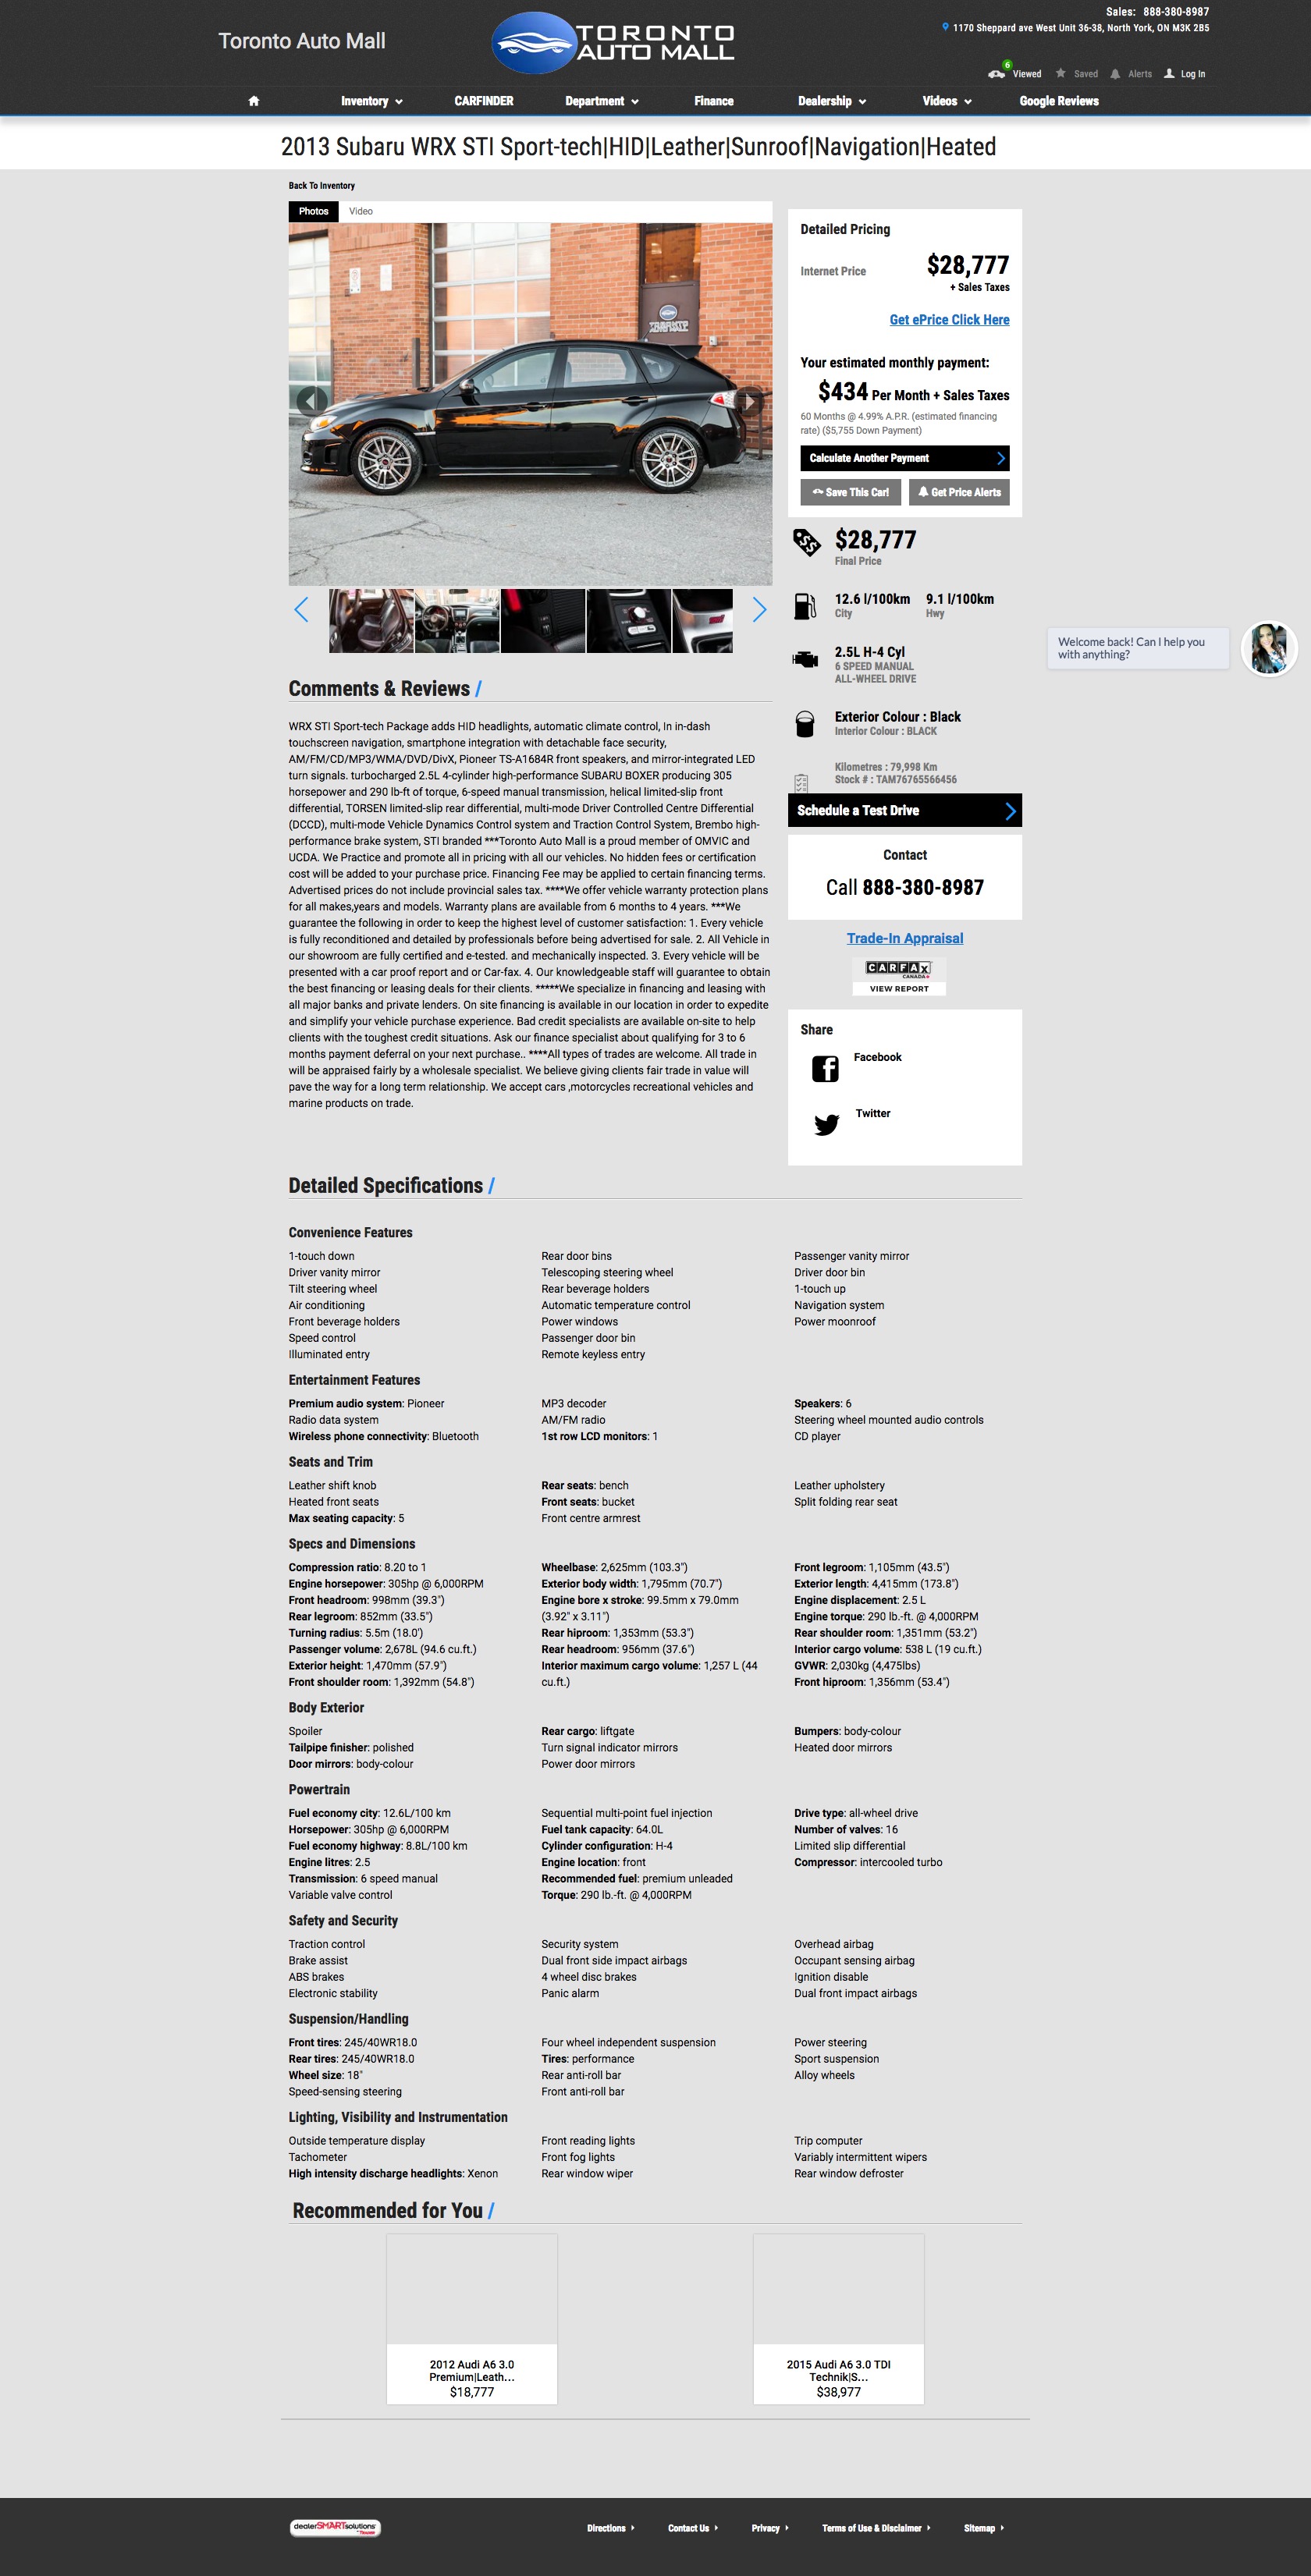 Toronto Auto Mall
TORONTO
AUTO MALL
Sales: 888-380-8987
1170 Sheppard ave West Unit 36-38, North York, ON M3K 2B5
6
Viewed
Saved
Alerts
Log In
Inventory
CARFINDER
Department
Finance
Dealership
Videos
Google Reviews
2013 Subaru WRX STI Sport-tech|HID|Leather|Sunroof|Navigation|Heated
Back To Inventory
Photos
Video
Detailed Pricing
Internet Price
$28,777
+ Sales Taxes
Get ePrice Click Here
Your estimated monthly payment:
$434 Per Month + Sales Taxes
60 Months @ 4.99% A.P.R. (estimated financing
rate) ($5,755 Down Payment)
Calculate Another Payment
Save This Car!
Get Price Alerts
$28,777
Final Price
12.6 l/100km
City
9.1 l/100km
Hwy
2.5L H-4 Cyl
6 SPEED MANUAL
ALL-WHEEL DRIVE
Exterior Colour : Black
Interior Colour : BLACK
Kilometres : 79,998 Km
Stock # : TAM76765566456
Schedule a Test Drive
Contact
Call 888-380-8987
Trade-In Appraisal
CARFAX
CANADA
VIEW REPORT
Share
Facebook
Twitter
Welcome back! Can I help you
with anything?
Comments & Reviews /
WRX STI Sport-tech Package adds HID headlights, automatic climate control, In in-dash
touchscreen navigation, smartphone integration with detachable face security,
AM/FM/CD/MP3/WMA/DVD/DivX, Pioneer TS-A1684R front speakers, and mirror-integrated LED
turn signals. turbocharged 2.5L 4-cylinder high-performance SUBARU BOXER producing 305
horsepower and 290 lb-ft of torque, 6-speed manual transmission, helical limited-slip front
differential, TORSEN limited-slip rear differential, multi-mode Driver Controlled Centre Differential
(DCCD), multi-mode Vehicle Dynamics Control system and Traction Control System, Brembo high-
performance brake system, STI branded ***Toronto Auto Mall is a proud member of OMVIC and
UCDA. We Practice and promote all in pricing with all our vehicles. No hidden fees or certification
cost will be added to your purchase price. Financing Fee may be applied to certain financing terms.
Advertised prices do not include provincial sales tax. ****We offer vehicle warranty protection plans
for all makes,years and models. Warranty plans are available from 6 months to 4 years. ***We
guarantee the following in order to keep the highest level of customer satisfaction: 1. Every vehicle
is fully reconditioned and detailed by professionals before being advertised for sale. 2. All Vehicle in
our showroom are fully certified and e-tested. and mechanically inspected. 3. Every vehicle will be
presented with a car proof report and or Car-fax. 4. Our knowledgeable staff will guarantee to obtain
the best financing or leasing deals for their clients. *****We specialize in financing and leasing with
all major banks and private lenders. On site financing is available in our location in order to expedite
and simplify your vehicle purchase experience. Bad credit specialists are available on-site to help
clients with the toughest credit situations. Ask our finance specialist about qualifying for 3 to 6
months payment deferral on your next purchase.. ****All types of trades are welcome. All trade in
will be appraised fairly by a wholesale specialist. We believe giving clients fair trade in value will
pave the way for a long term relationship. We accept cars ,motorcycles recreational vehicles and
marine products on trade.
Detailed Specifications /
Convenience Features
1-touch down
Rear door bins
Passenger vanity mirror
Driver vanity mirror
Telescoping steering wheel
Driver door bin
Tilt steering wheel
Rear beverage holders
1-touch up
Air conditioning
Automatic temperature control
Navigation system
Front beverage holders
Power windows
Power moonroof
Speed control
Passenger door bin
Illuminated entry
Remote keyless entry
Entertainment Features
Premium audio system: Pioneer
MP3 decoder
Speakers: 6
Radio data system
AM/FM radio
Steering wheel mounted audio controls
Wireless phone connectivity: Bluetooth
1st row LCD monitors: 1
CD player
Seats and Trim
Leather shift knob
Rear seats: bench
Leather upholstery
Heated front seats
Front seats: bucket
Split folding rear seat
Max seating capacity: 5
Front centre armrest
Specs and Dimensions
Compression ratio: 8.20 to 1
Engine horsepower: 305hp @ 6,000RPM
Front headroom: 998mm (39.3")
Rear legroom: 852mm (33.5")
Turning radius: 5.5m (18.0')
Passenger volume: 2,678L (94.6 cu.ft.)
Exterior height: 1,470mm (57.9")
Front shoulder room: 1,392mm (54.8")
Wheelbase: 2,625mm (103.3")
Exterior body width: 1,795mm (70.7")
Engine bore x stroke: 99.5mm x 79.0mm
(3.92" x 3.11")
Rear hiproom: 1,353mm (53.3")
Rear headroom: 956mm (37.6")
Interior maximum cargo volume: 1,257 L (44
cu.ft.)
Front legroom: 1,105mm (43.5")
Exterior length: 4,415mm (173.8")
Engine displacement: 2.5 L
Engine torque: 290 lb.-ft. @ 4,000RPM
Rear shoulder room: 1,351mm (53.2")
Interior cargo volume: 538 L (19 cu.ft.)
GVWR: 2,030kg (4,475lbs)
Front hiproom: 1,356mm (53.4")
Body Exterior
Spoiler
Rear cargo: liftgate
Bumpers: body-colour
Tailpipe finisher: polished
Turn signal indicator mirrors
Heated door mirrors
Door mirrors: body-colour
Power door mirrors
Powertrain
Fuel economy city: 12.6L/100 km
Sequential multi-point fuel injection
Drive type: all-wheel drive
Horsepower: 305hp @ 6,000RPM
Fuel tank capacity: 64.0L
Number of valves: 16
Fuel economy highway: 8.8L/100 km
Cylinder configuration: H-4
Limited slip differential
Engine litres: 2.5
Engine location: front
Compressor: intercooled turbo
Transmission: 6 speed manual
Recommended fuel: premium unleaded
Variable valve control
Torque: 290 lb.-ft. @ 4,000RPM
Safety and Security
Traction control
Security system
Overhead airbag
Brake assist
Dual front side impact airbags
Occupant sensing airbag
ABS brakes
4 wheel disc brakes
Ignition disable
Electronic stability
Panic alarm
Dual front impact airbags
Suspension/Handling
Front tires: 245/40WR18.0
Four wheel independent suspension
Power steering
Rear tires: 245/40WR18.0
Tires: performance
Sport suspension
Wheel size: 18"
Rear anti-roll bar
Alloy wheels
Speed-sensing steering
Front anti-roll bar
Lighting, Visibility and Instrumentation
Outside temperature display
Front reading lights
Trip computer
Tachometer
Front fog lights
Variably intermittent wipers
High intensity discharge headlights: Xenon
Rear window wiper
Rear window defroster
Recommended for You /
2012 Audi A6 3.0
Premium|Leath...
$18,777
2015 Audi A6 3.0 TDI
Technik|S...
$38,977
dealerSMARTsolutions
Directions
Contact Us
Privacy
Terms of Use & Disclaimer
Sitemap